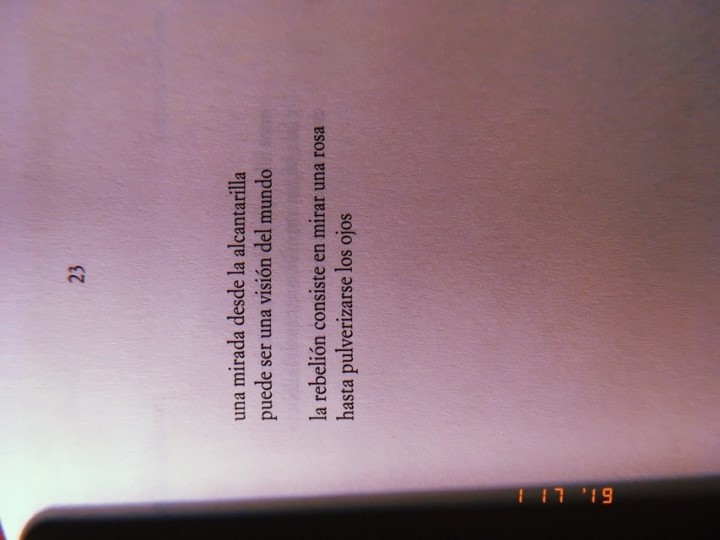 23
una mirada desde la alcantarilla
puede ser una visión del mundo
la rebelión consiste en mirar una rosa
hasta pulverizarse los ojos
1 17 '19